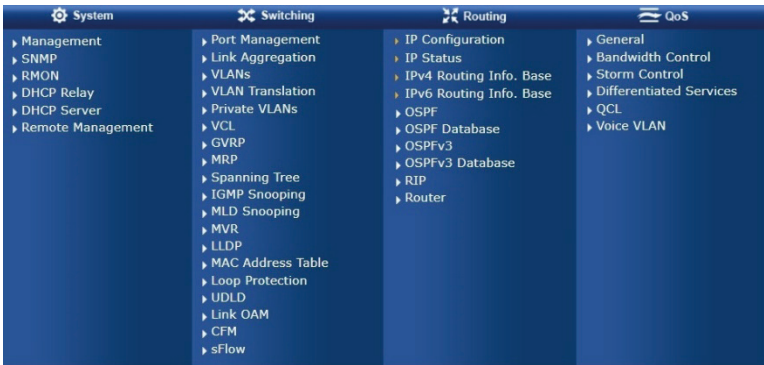 System
Management
SNMP
RMON
DHCP Relay
DHCP Server
Remote Management
Switching
Port Management
Link Aggregation
VLANs
VLAN Translation
Private VLANs
VCL
GVRP
MRP
Spanning Tree
IGMP Snooping
MLD Snooping
MVR
LLDP
MAC Address Table
Loop Protection
UDLD
Link OAM
CFM
sFlow
Routing
IP Configuration
IP Status
IPv4 Routing Info. Base
IPv6 Routing Info. Base
OSPF
OSPF Database
OSPFv3
OSPFv3 Database
RIP
Router
QoS
General
Bandwidth Control
Storm Control
Differentiated Services
QCL
Voice VLAN